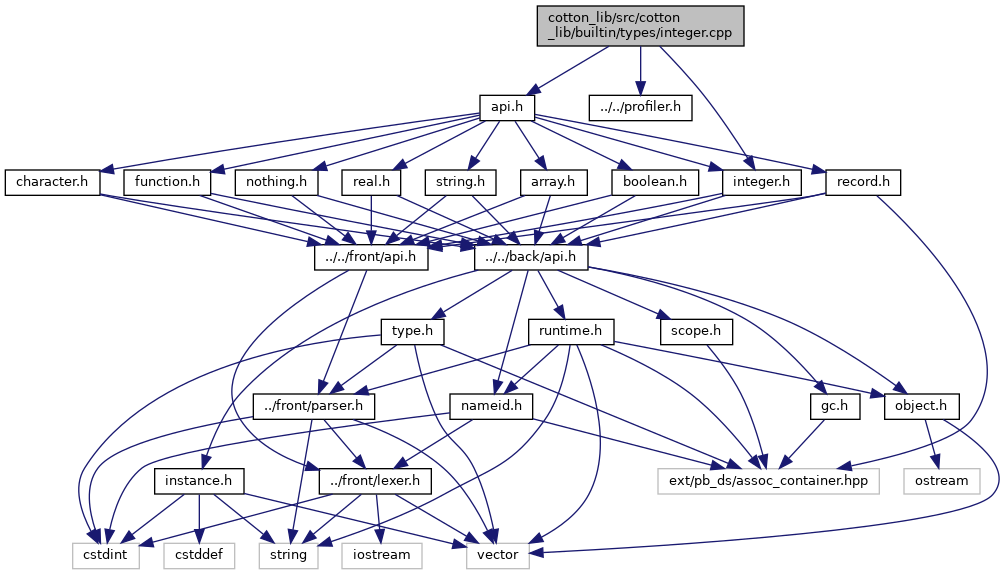 cotton_lib/src/cotton
_lib/builtin/types/integer.cpp
api.h
../../profiler.h
character.h
function.h
nothing.h
real.h
string.h
array.h
boolean.h
integer.h
record.h
../../front/api.h
../../back/api.h
type.h
runtime.h
scope.h
../front/parser.h
nameid.h
gc.h
object.h
instance.h
../front/lexer.h
ext/pb_ds/assoc_container.hpp
ostream
cstdint
cstddef
string
iostream
vector